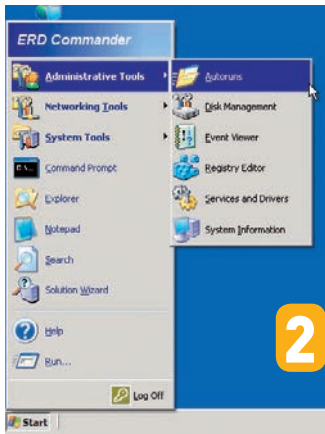 ERD Commander
Administrative Tools
Autoruns
Networking Tools
Disk Management
System Tools
Event Viewer
Command Prompt
Registry Editor
Explorer
Services and Drivers
Notepad
System Information
Search
Solution Wizard
2
Help
Run...
Log Off
Start